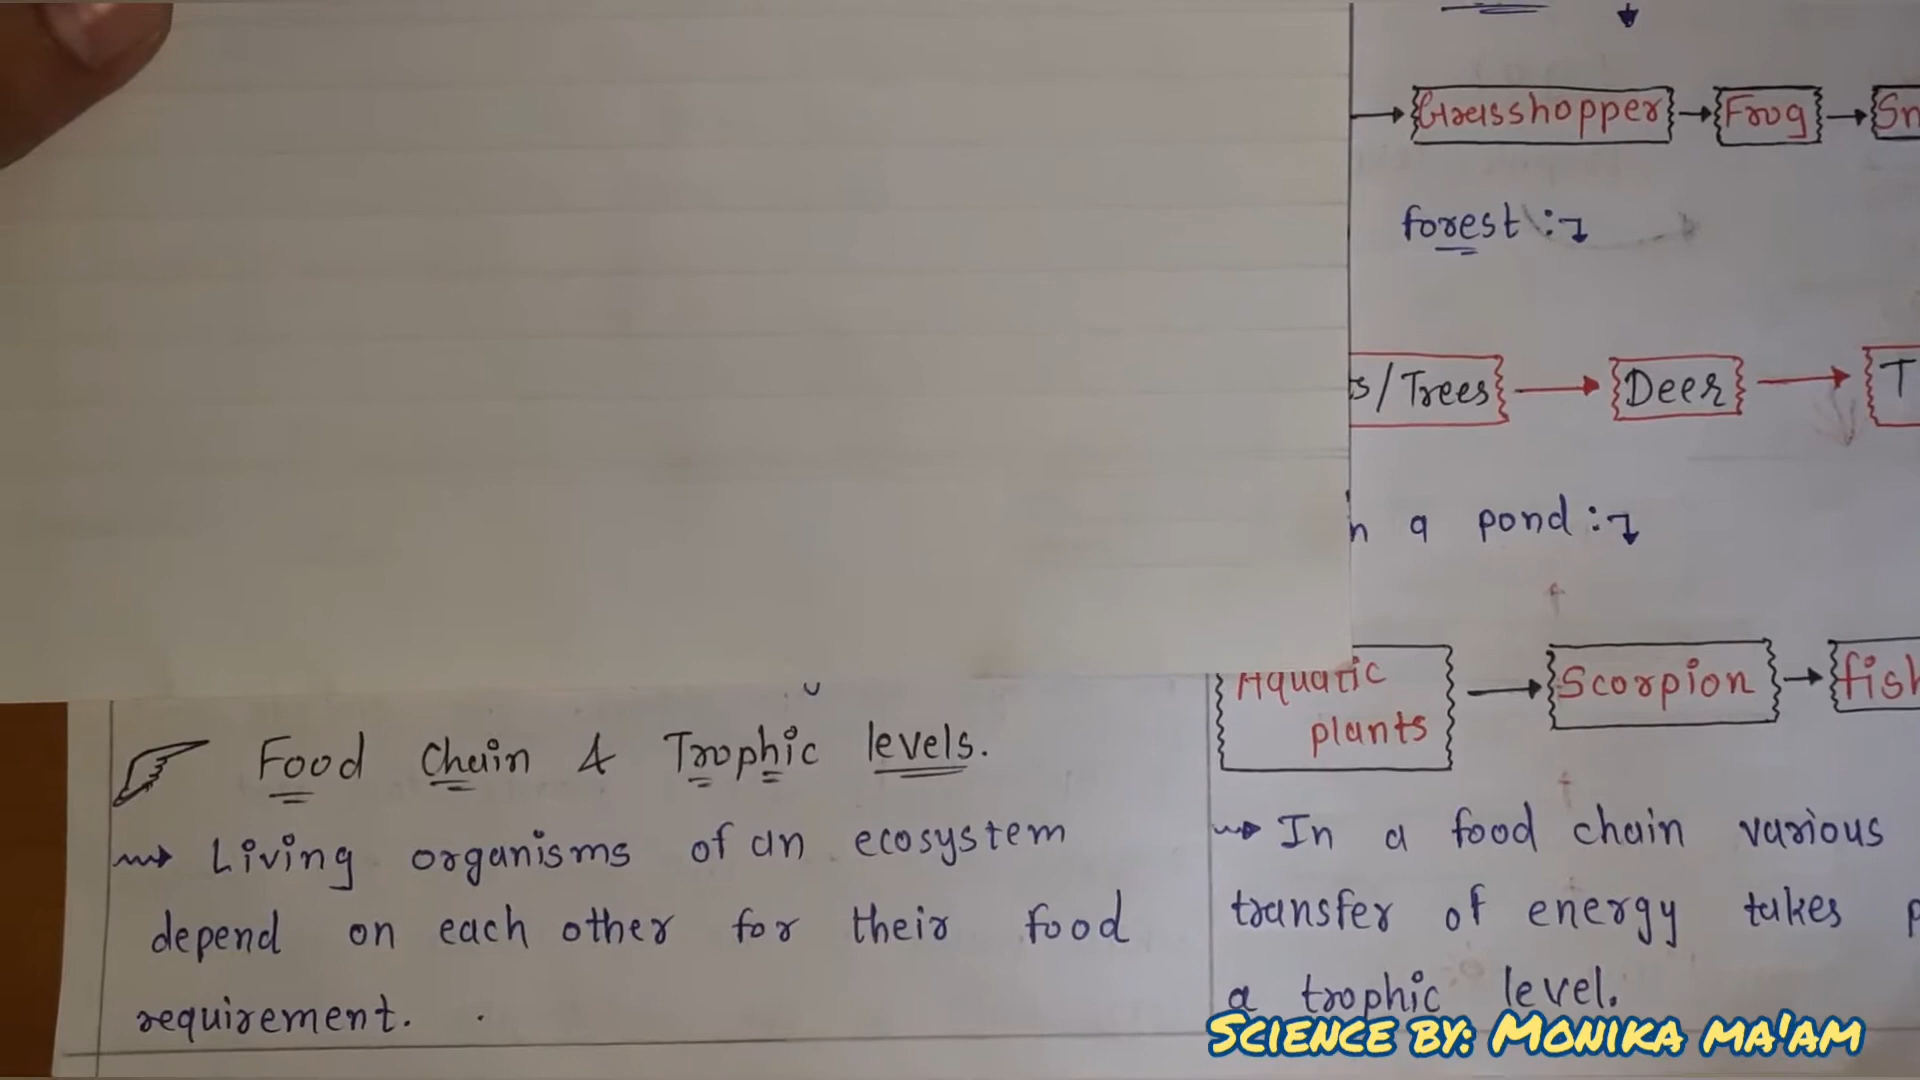 Food Chain & Trophic levels.
Living organisms of an ecosystem
depend on each other for their food
requirement.
Grasshopper Frog
forest :
/Trees Deer
a pond :
Aquatic
plants
Scorpion
In a food chain various
transfer of energy takes
a trophic level.
Science by: Monika ma'am